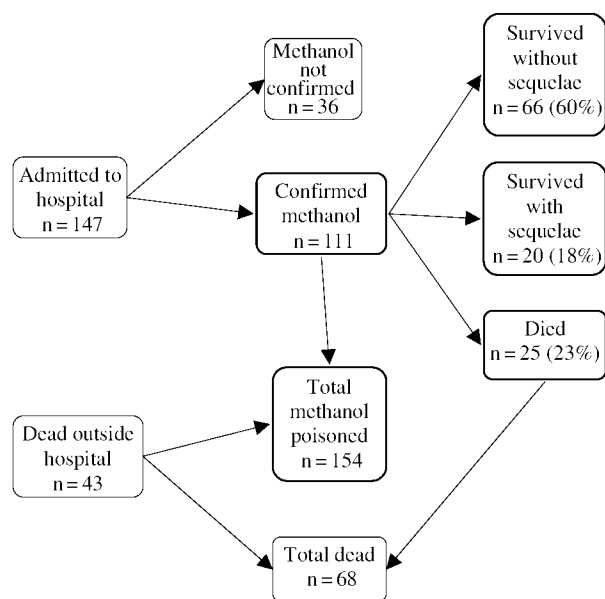 Methanol
not
confirmed
n = 36
Survived
without
sequelae
n = 66 (60%)
Admitted to
hospital
n = 147
Confirmed
methanol
n = 111
Survived
with
sequelae
n = 20 (18%)
Died
n = 25 (23%)
Total
methanol
poisoned
n = 154
Dead outside
hospital
n = 43
Total dead
n = 68